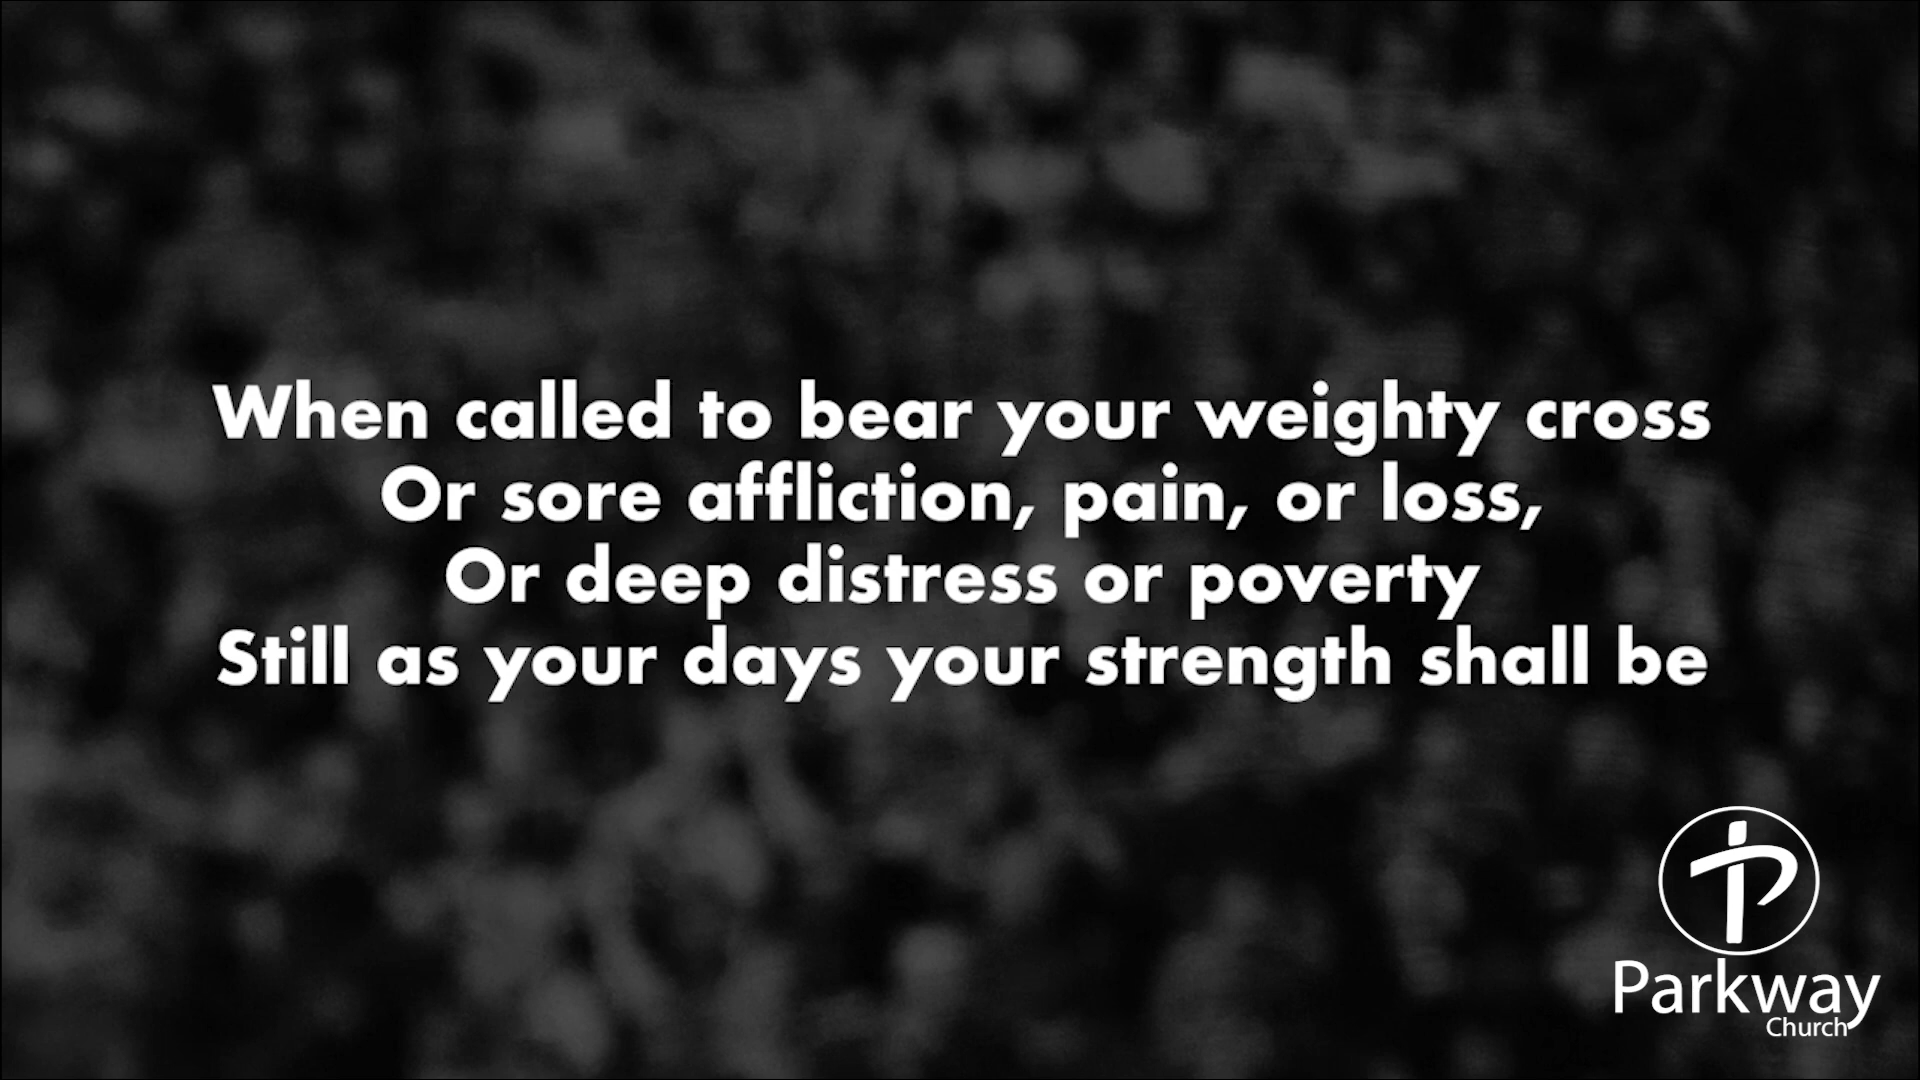 When called to bear your weighty cross
Or sore affliction, pain, or loss,
Or deep distress or poverty
Still as your days your strength shall be
Parkway
Church